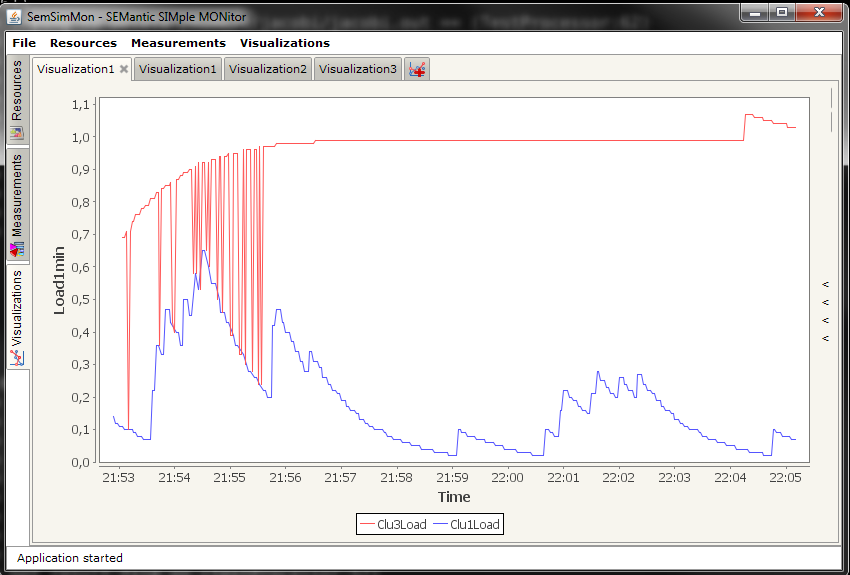 SemSimMon - SEMantic SIMple MONitor
File Resources Measurements Visualizations
Resources
Measurements
Visualizations
Visualization1 Visualization1 Visualization2 Visualization3
1,1
1,0
0,9
0,8
0,7
0,6
0,5
0,4
0,3
0,2
0,1
0,0
Load1min
21:53 21:54 21:55 21:56 21:57 21:58 21:59 22:00 22:01 22:02 22:03 22:04 22:05
Time
Clu3Load Clu1Load
<
<
<
<
Application started